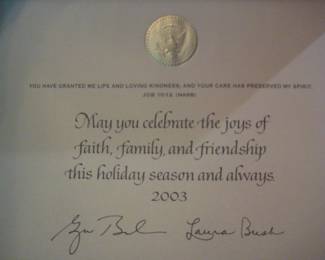 YOU HAVE GRANTED ME LIFE AND LOVING KINDNESS; AND YOUR CARE HAS PRESERVED MY SPIRIT.
JOB 10:12 (NASB)
May you celebrate the joys of
faith, family, and friendship
this holiday season and always.
2003
Laura Bush